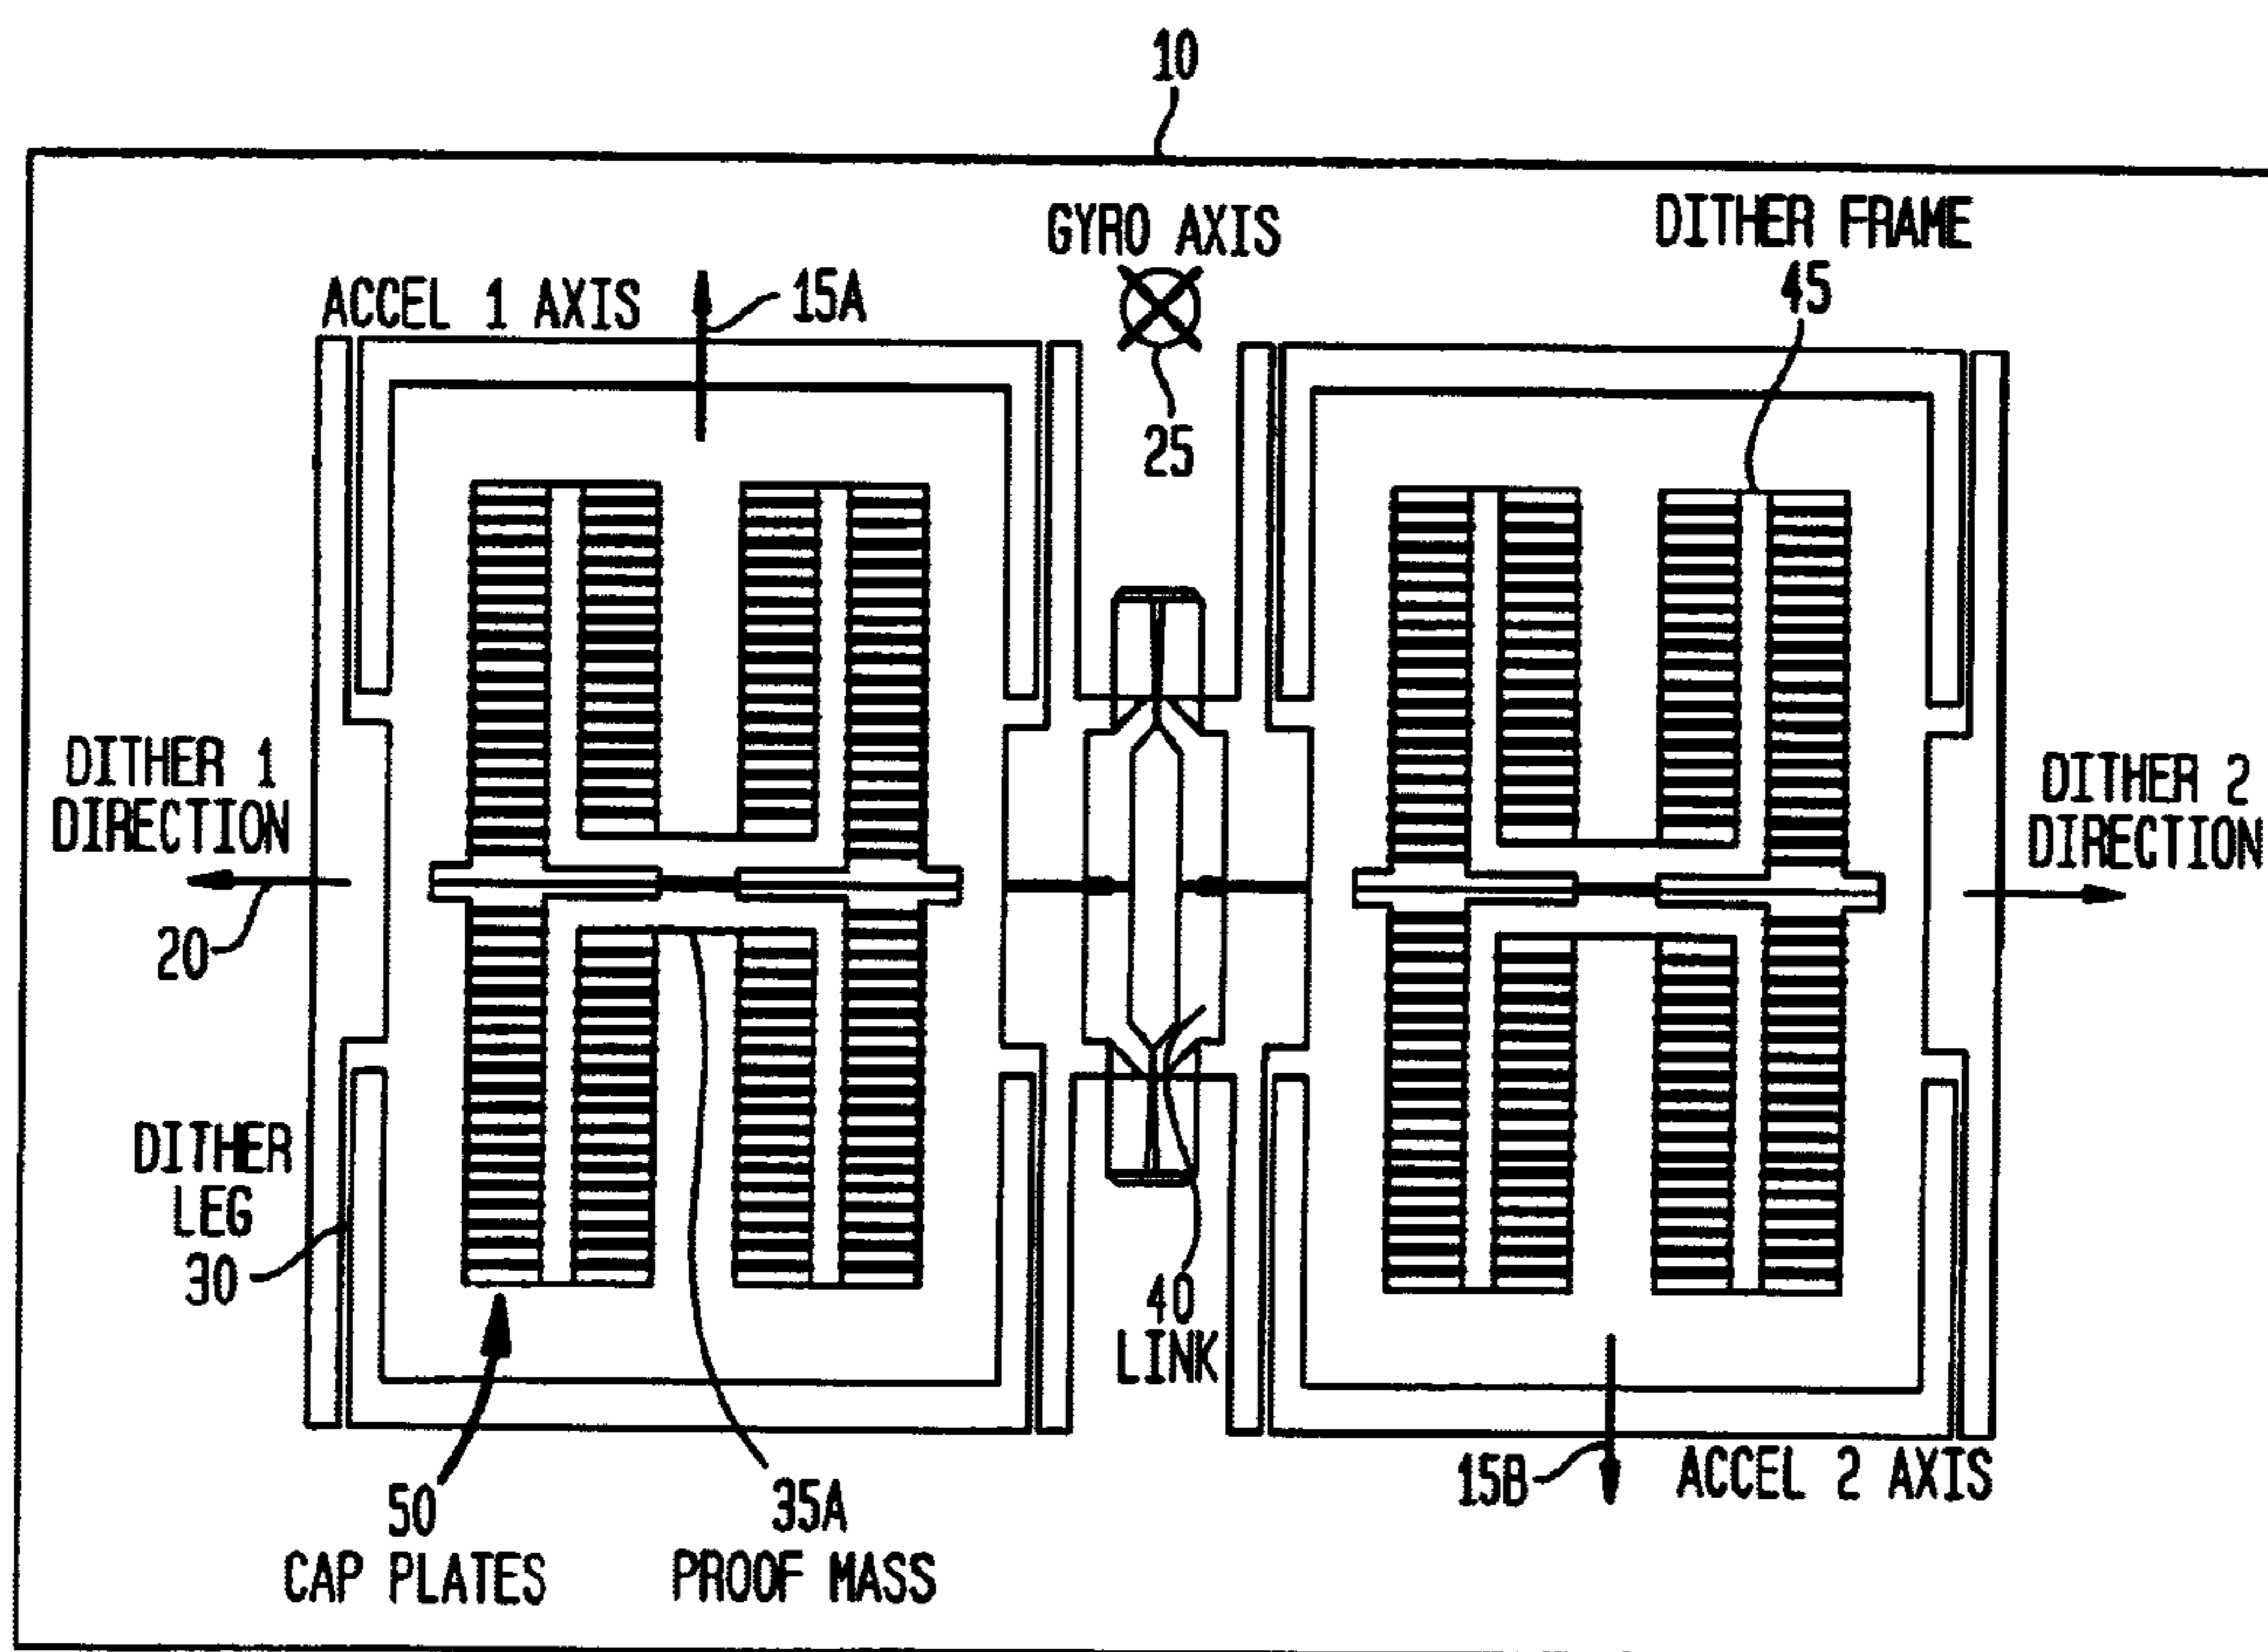 10
GYRO AXIS
25
DITHER FRAME
45
ACCEL 1 AXIS
15A
DITHER 1
DIRECTION
20
DITHER 2
DIRECTION
DITHER
LEG
30
40
LINK
50
CAP PLATES
35A
PROOF MASS
15B
ACCEL 2 AXIS